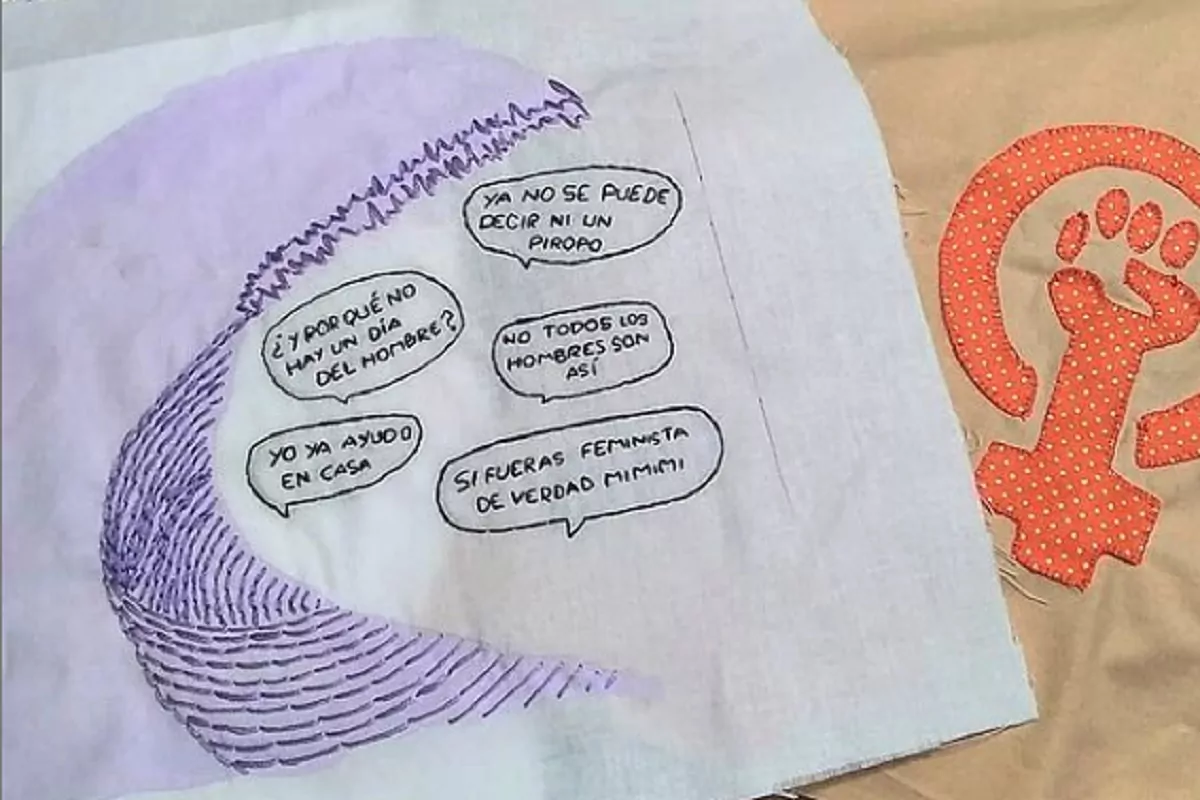 YA NO SE PUEDE
DECIR NI UN
PIROPO
¿Y POR QUÉ NO
HAY UN DÍA
DEL HOMBRE?
NO TODOS LOS
HOMBRES SON
ASÍ
YO YA AYUDO
EN CASA
SI FUERAS FEMINISTA
DE VERDAD MIMIMI